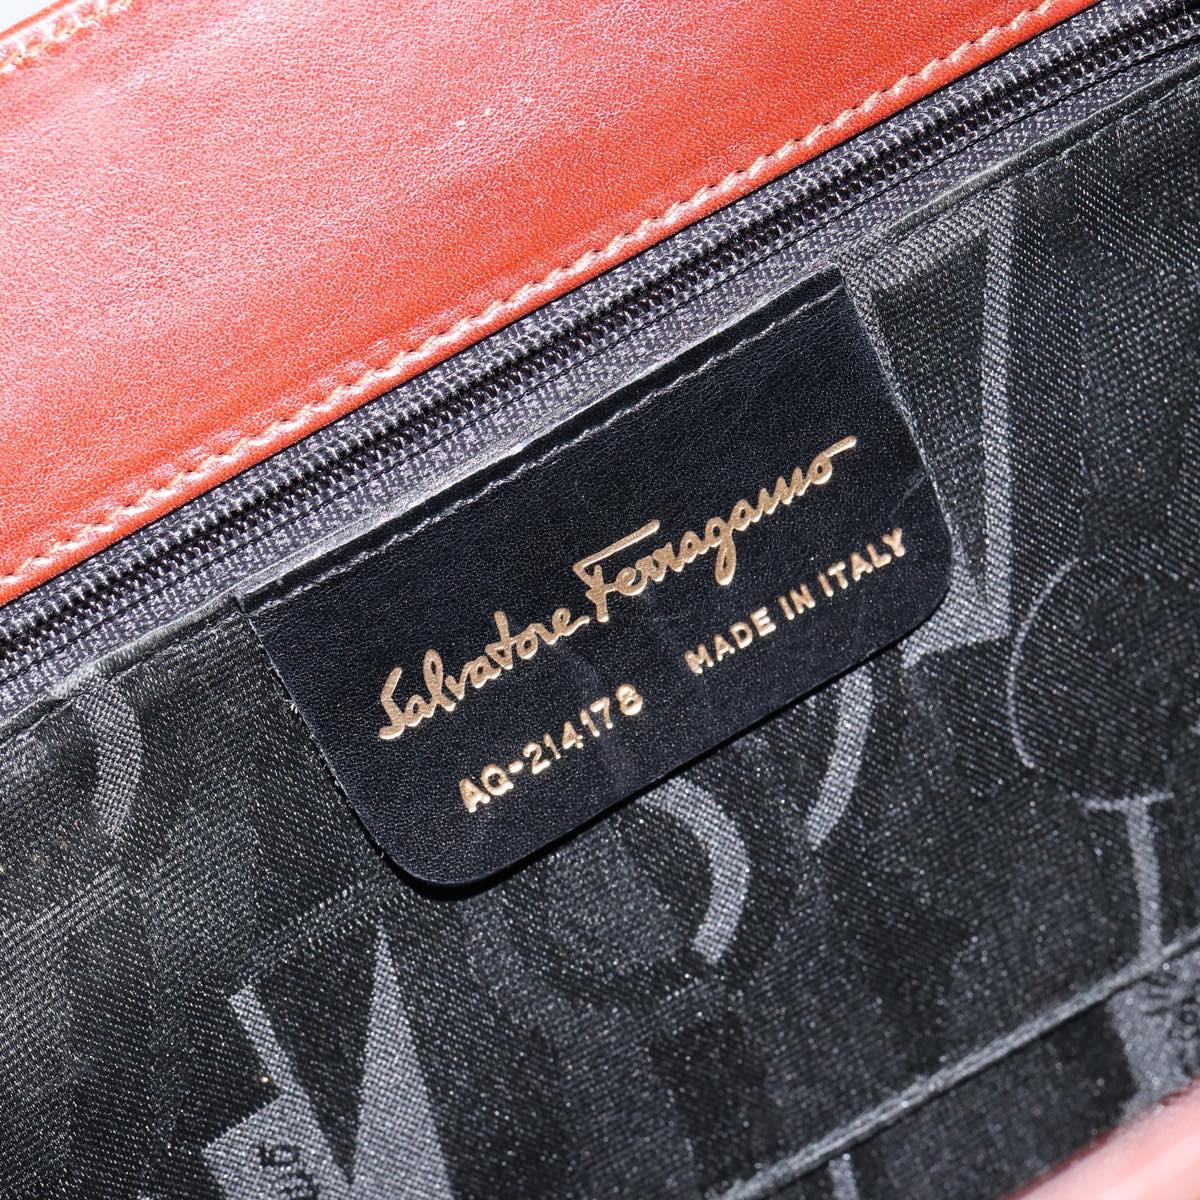 Salvatore Ferragamo
AQ-214178 MADE IN ITALY